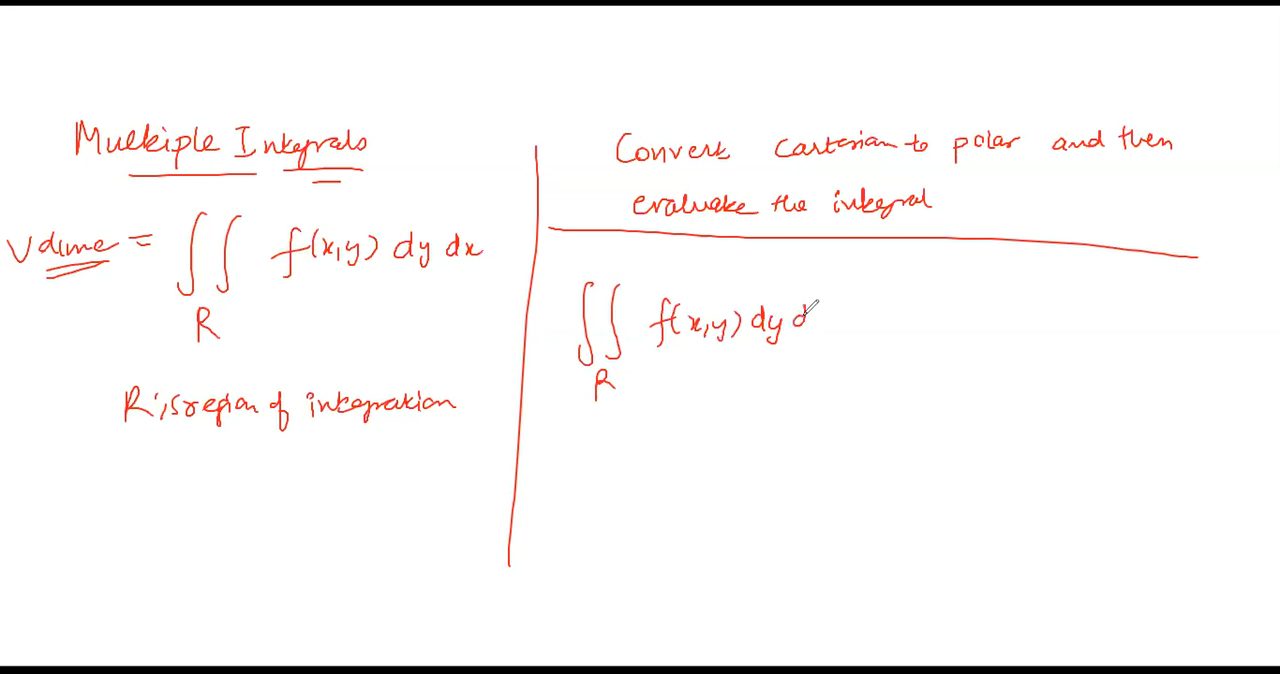 Multiple Integrals
Volume = ∫∫ f(x,y) dy dx
R
R is region of integration
Convert Cartesian to polar and then
evaluate the integral
∫∫ f(x,y) dy d
R